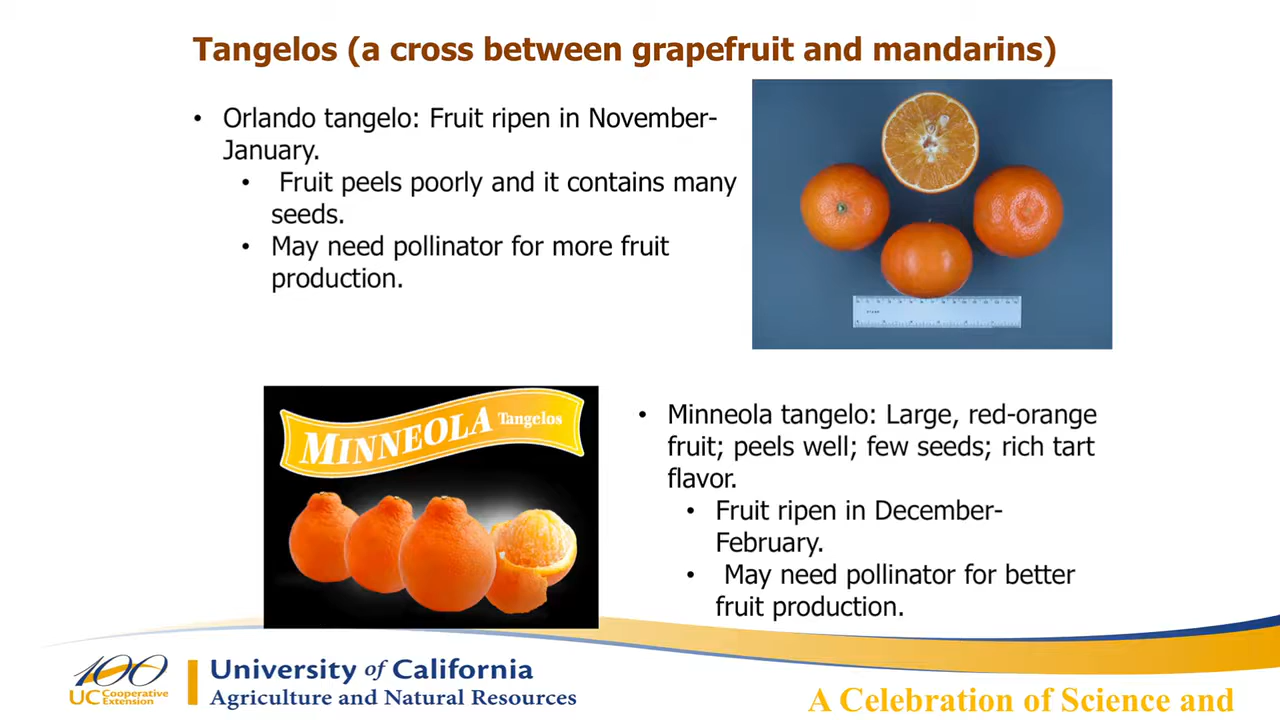 Tangelos (a cross between grapefruit and mandarins)
• Orlando tangelo: Fruit ripen in November-
January.
• Fruit peels poorly and it contains many
seeds.
• May need pollinator for more fruit
production.
MINNEOLA Tangelos
• Minneola tangelo: Large, red-orange
fruit; peels well; few seeds; rich tart
flavor.
• Fruit ripen in December-
February.
• May need pollinator for better
fruit production.
100
UC Cooperative
Extension
University of California
Agriculture and Natural Resources
A Celebration of Science and